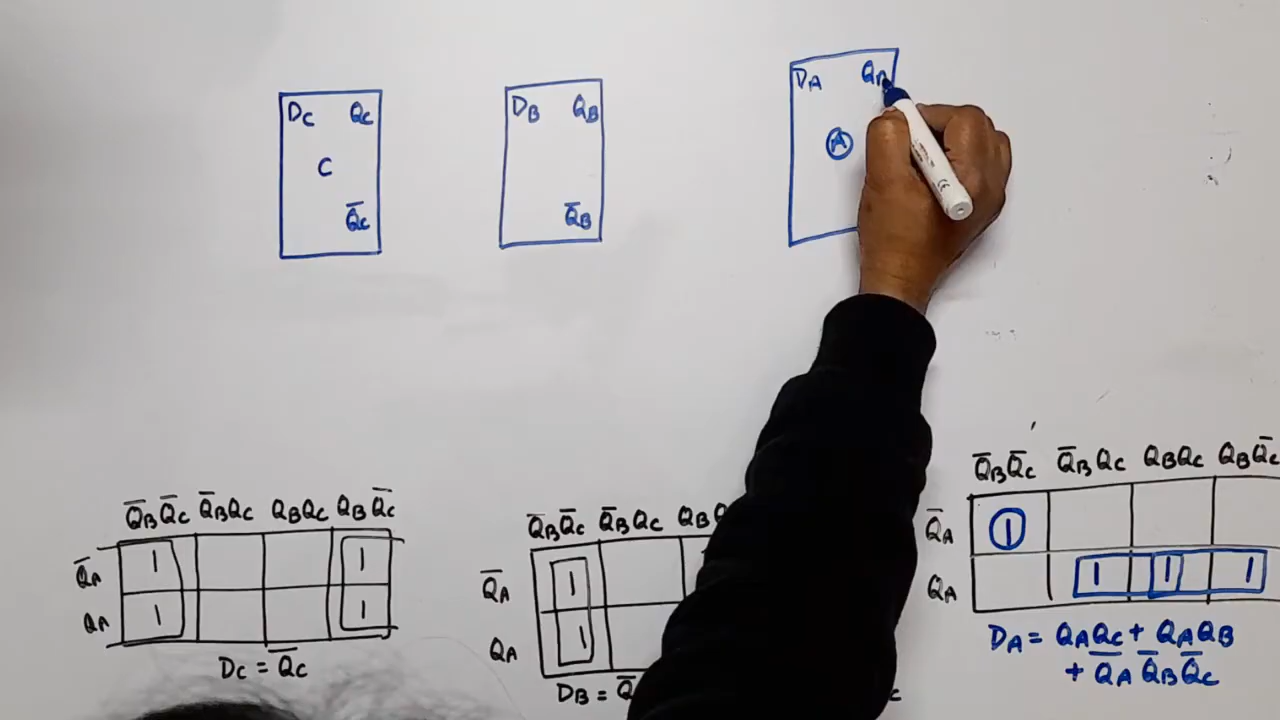 DC QC
C
Q̅C
DB QB
Q̅B
DA QA
A
Q̅BQ̅C Q̅BQC QBQC QBQ̅C
Q̅A 1 1
QA 1 1
DC = Q̅C
Q̅BQ̅C Q̅BQC
Q̅A 1
QA 1
DB =
Q̅BQ̅C Q̅BQC QBQC QBQ̅C
Q̅A 1
QA 1 1 1
DA = QAQC + QAQB
+ Q̅A Q̅BQ̅C